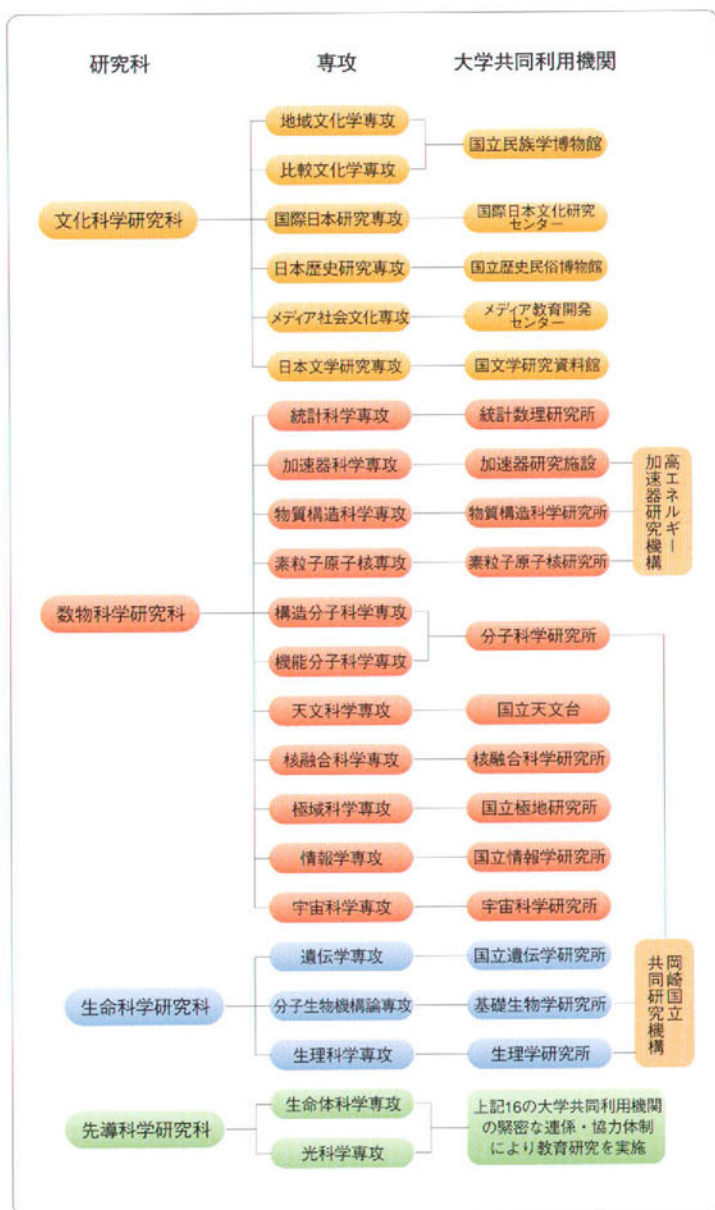 研究科 専攻 大学共同利用機関
文化科学研究科
地域文化学専攻
比較文化学専攻
国立民族学博物館
国際日本研究専攻
国際日本文化研究
センター
日本歴史研究専攻
国立歴史民俗博物館
メディア社会文化専攻
メディア教育開発
センター
日本文学研究専攻
国文学研究資料館
数物科学研究科
統計科学専攻
統計数理研究所
加速器科学専攻
加速器研究施設
物質構造科学専攻
物質構造科学研究所
素粒子原子核専攻
素粒子原子核研究所
高エネルギー
加速器研究機構
構造分子科学専攻
機能分子科学専攻
分子科学研究所
天文科学専攻
国立天文台
核融合科学専攻
核融合科学研究所
極域科学専攻
国立極地研究所
情報学専攻
国立情報学研究所
宇宙科学専攻
宇宙科学研究所
生命科学研究科
遺伝学専攻
国立遺伝学研究所
分子生物機構論専攻
基礎生物学研究所
生理科学専攻
生理学研究所
岡崎国立
共同研究機構
先導科学研究科
生命体科学専攻
光科学専攻
上記16の大学共同利用機関
の緊密な連係・協力体制
により教育研究を実施